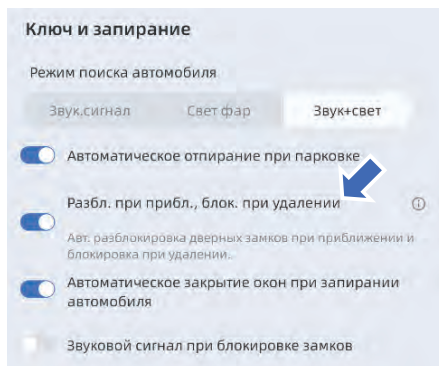 Ключ и запирание
Режим поиска автомобиля
Звук.сигнал Свет фар Звук+свет
Автоматическое отпирание при парковке
Разбл. при прибл., блок. при удалении
Авт. разблокировка дверных замков при приближении и
блокировка при удалении.
Автоматическое закрытие окон при запирании
автомобиля
Звуковой сигнал при блокировке замков